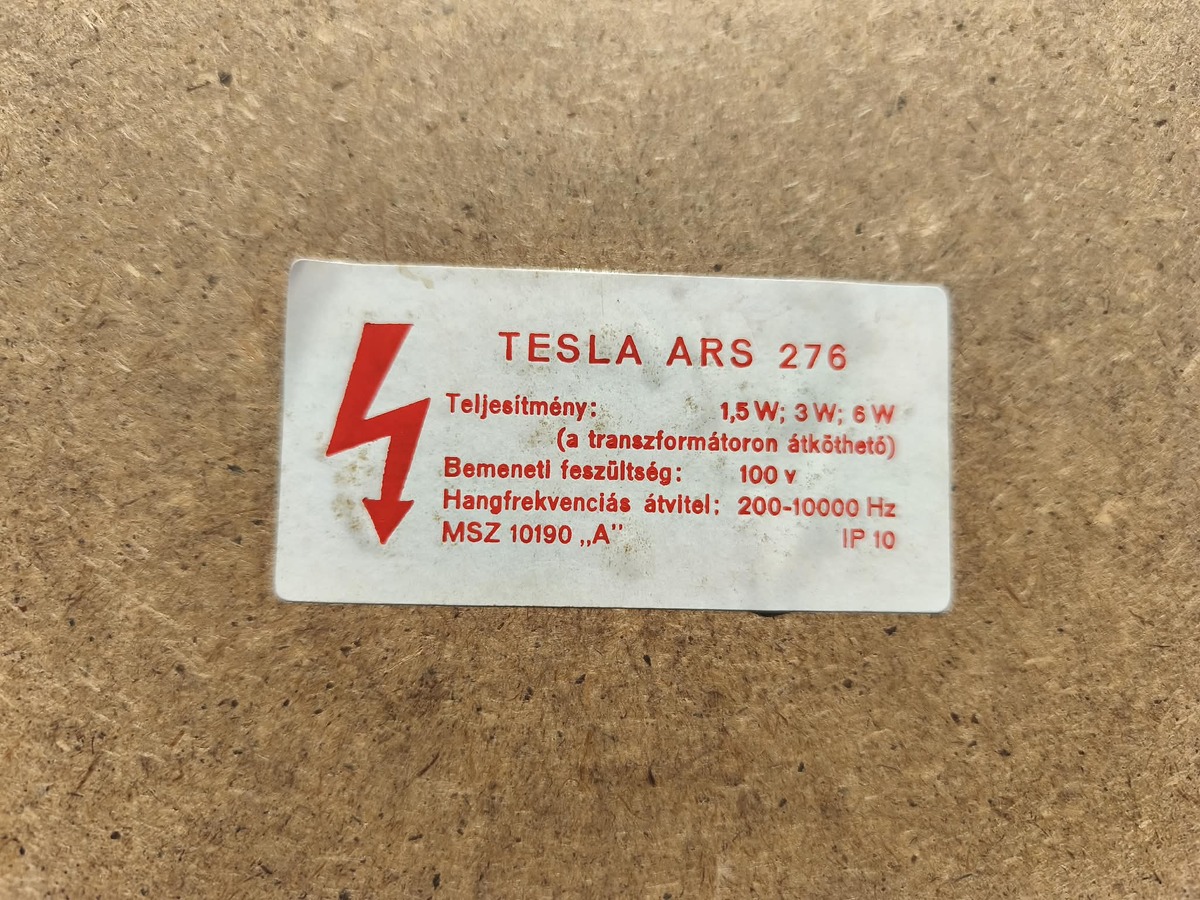 TESLA ARS 276
Teljesítmény: 1,5 W; 3 W; 6 W
(a transzformátoron átköthető)
Bemeneti feszültség: 100 v
Hangfrekvenciás átvitel: 200-10000 Hz
MSZ 10190 „A” IP 10